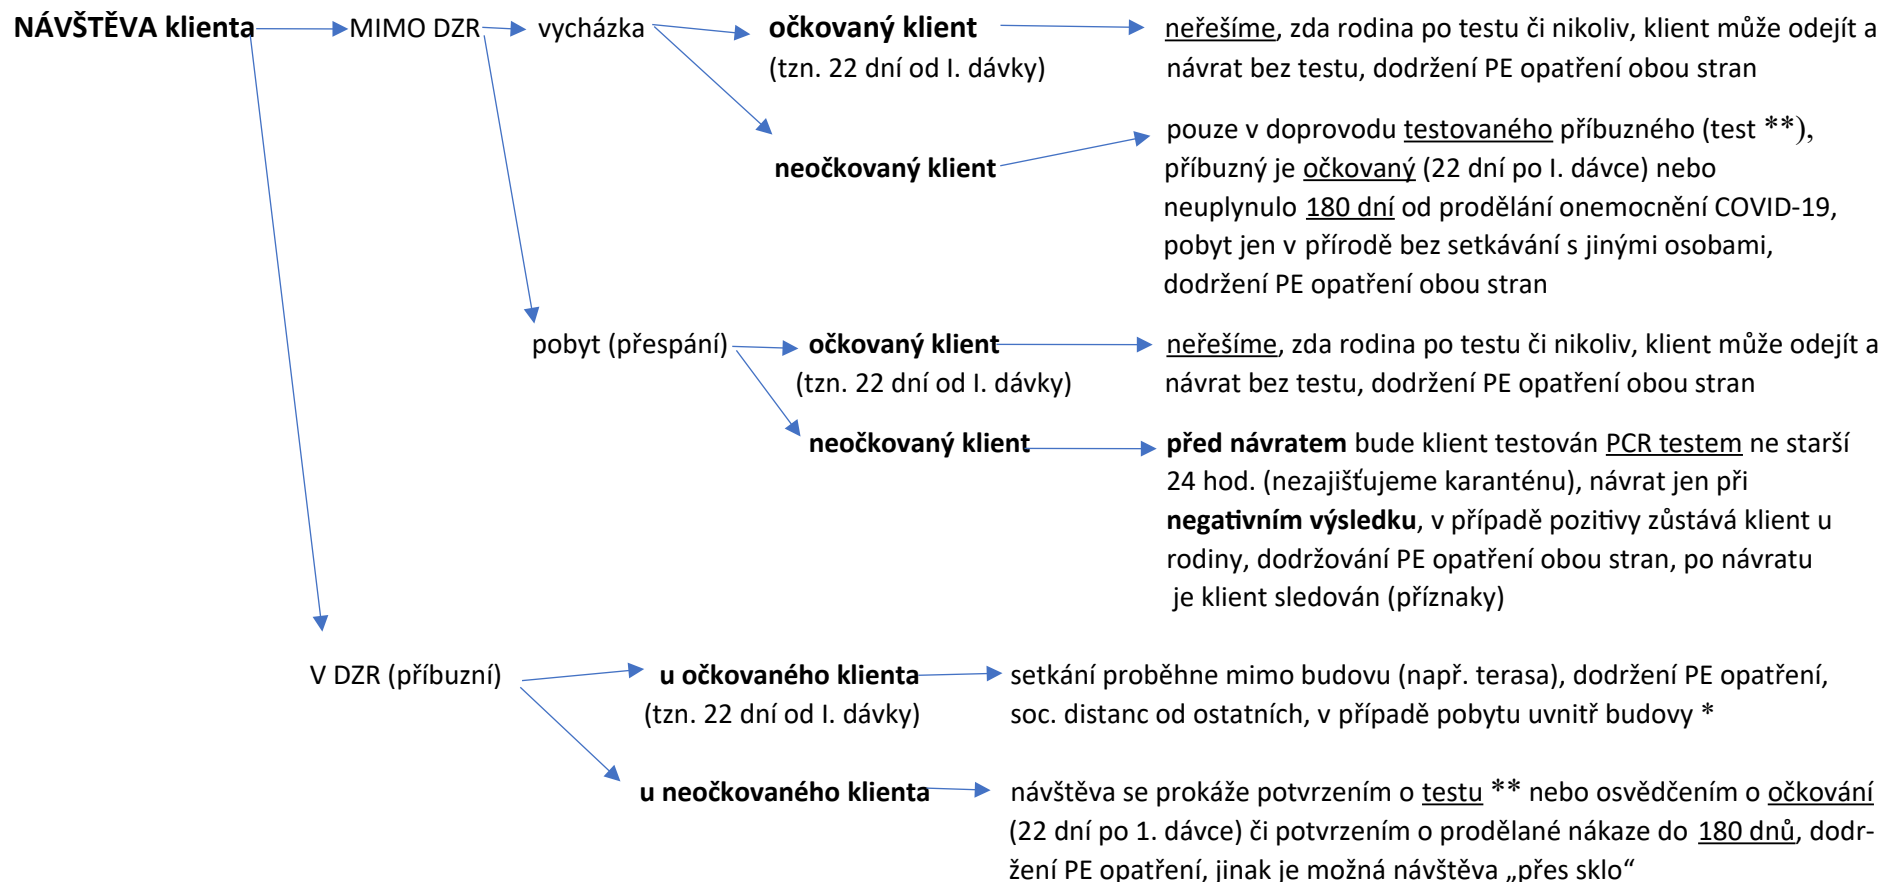 NÁVŠTĚVA klienta MIMO DZR vycházka očkovaný klient neřešíme, zda rodina po testu či nikoliv, klient může odejít a
(tzn. 22 dní od I. dávky) návrat bez testu, dodržení PE opatření obou stran
pouze v doprovodu testovaného příbuzného (test **),
neočkovaný klient příbuzný je očkovaný (22 dní po I. dávce) nebo
neuplynulo 180 dní od prodělání onemocnění COVID-19,
pobyt jen v přírodě bez setkávání s jinými osobami,
dodržení PE opatření obou stran
pobyt (přespání) očkovaný klient neřešíme, zda rodina po testu či nikoliv, klient může odejít a
(tzn. 22 dní od I. dávky) návrat bez testu, dodržení PE opatření obou stran
neočkovaný klient před návratem bude klient testován PCR testem ne starší
24 hod. (nezajišťujeme karanténu), návrat jen při
negativním výsledku, v případě pozitivy zůstává klient u
rodiny, dodržování PE opatření obou stran, po návratu
je klient sledován (příznaky)
V DZR (příbuzní) u očkovaného klienta setkání proběhne mimo budovu (např. terasa), dodržení PE opatření,
(tzn. 22 dní od I. dávky) soc. distanc od ostatních, v případě pobytu uvnitř budovy *
u neočkovaného klienta návštěva se prokáže potvrzením o testu ** nebo osvědčením o očkování
(22 dní po 1. dávce) či potvrzením o prodělané nákaze do 180 dnů, dodr-
žení PE opatření, jinak je možná návštěva „přes sklo“